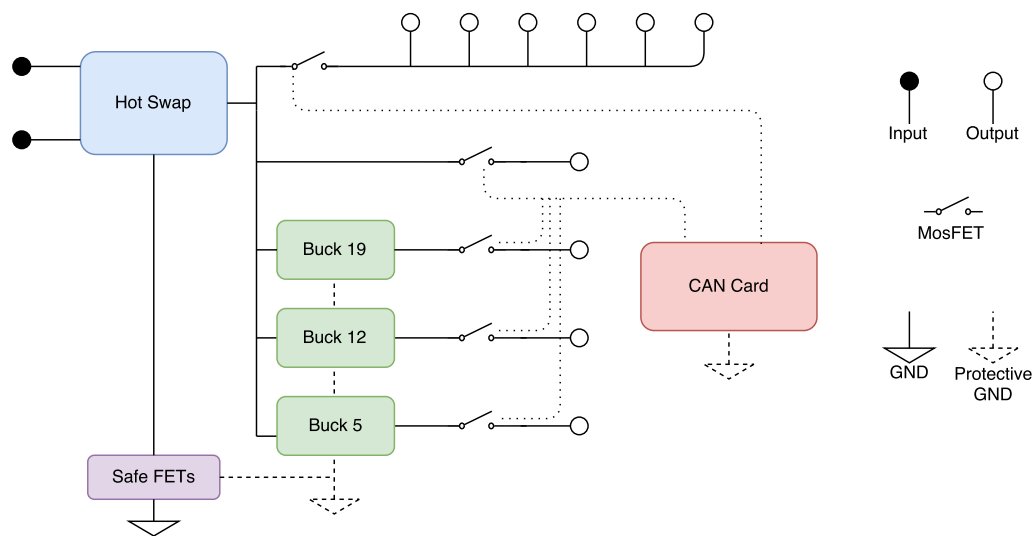 Hot Swap
Input
Output
MosFET
Buck 19
CAN Card
Buck 12
GND
Protective
GND
Buck 5
Safe FETs